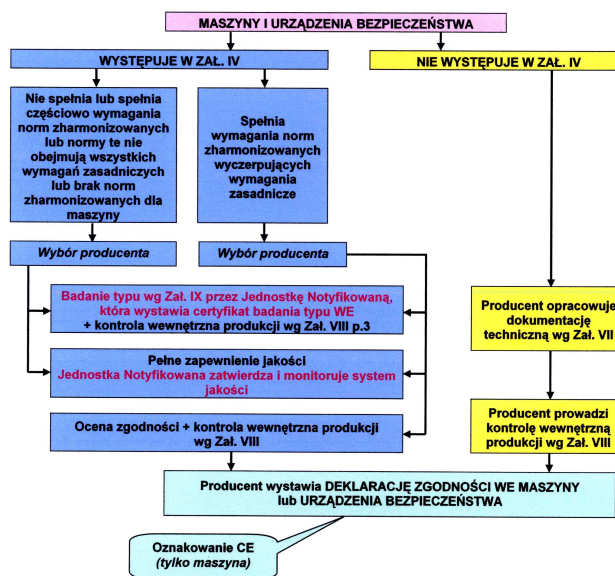 MASZYNY I URZĄDZENIA BEZPIECZEŃSTWA
WYSTĘPUJE W ZAŁ. IV
NIE WYSTĘPUJE W ZAŁ. IV
Nie spełnia lub spełnia
częściowo wymagania
norm zharmonizowanych
lub normy te nie
obejmują wszystkich
wymagań zasadniczych
lub brak norm
zharmonizowanych dla
maszyny
Spełnia
wymagania norm
zharmonizowanych
wyczerpujących
wymagania
zasadnicze
Wybór producenta
Wybór producenta
Badanie typu wg Zał. IX przez Jednostkę Notyfikowaną,
która wystawia certyfikat badania typu WE
+ kontrola wewnętrzna produkcji wg Zał. VIII p.3
Pełne zapewnienie jakości
Jednostka Notyfikowana zatwierdza i monitoruje system
jakości
Ocena zgodności + kontrola wewnętrzna produkcji
wg Zał. VIII
Producent opracowuje
dokumentację
techniczną wg Zał. VII
Producent prowadzi
kontrolę wewnętrzną
produkcji wg Zał. VIII
Producent wystawia DEKLARACJĘ ZGODNOŚCI WE MASZYNY
lub URZĄDZENIA BEZPIECZEŃSTWA
Oznakowanie CE
(tylko maszyna)